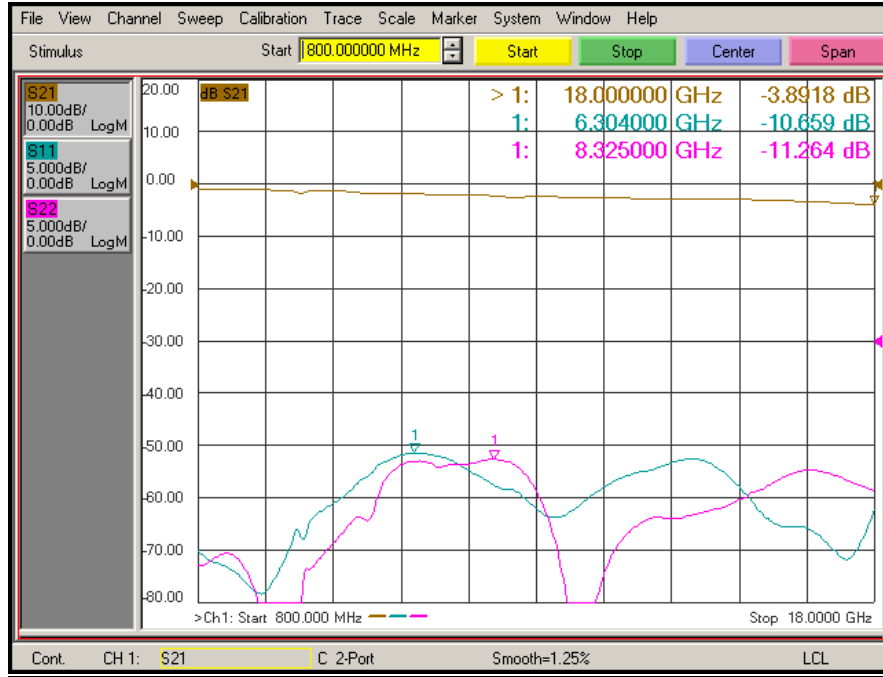 File View Channel Sweep Calibration Trace Scale Marker System Window Help
Stimulus Start 800.000000 MHz Start Stop Center Span
S21
10.00dB/
0.00dB LogM
S11
5.000dB/
0.00dB LogM
S22
5.000dB/
0.00dB LogM
dB S21
> 1: 18.000000 GHz -3.8918 dB
1: 6.304000 GHz -10.659 dB
1: 8.325000 GHz -11.264 dB
20.00
10.00
0.00
-10.00
-20.00
-30.00
-40.00
-50.00
-60.00
-70.00
-80.00
1
1
>Ch1: Start 800.000 MHz Stop 18.0000 GHz
Cont. CH 1: S21 C 2-Port Smooth=1.25% LCL